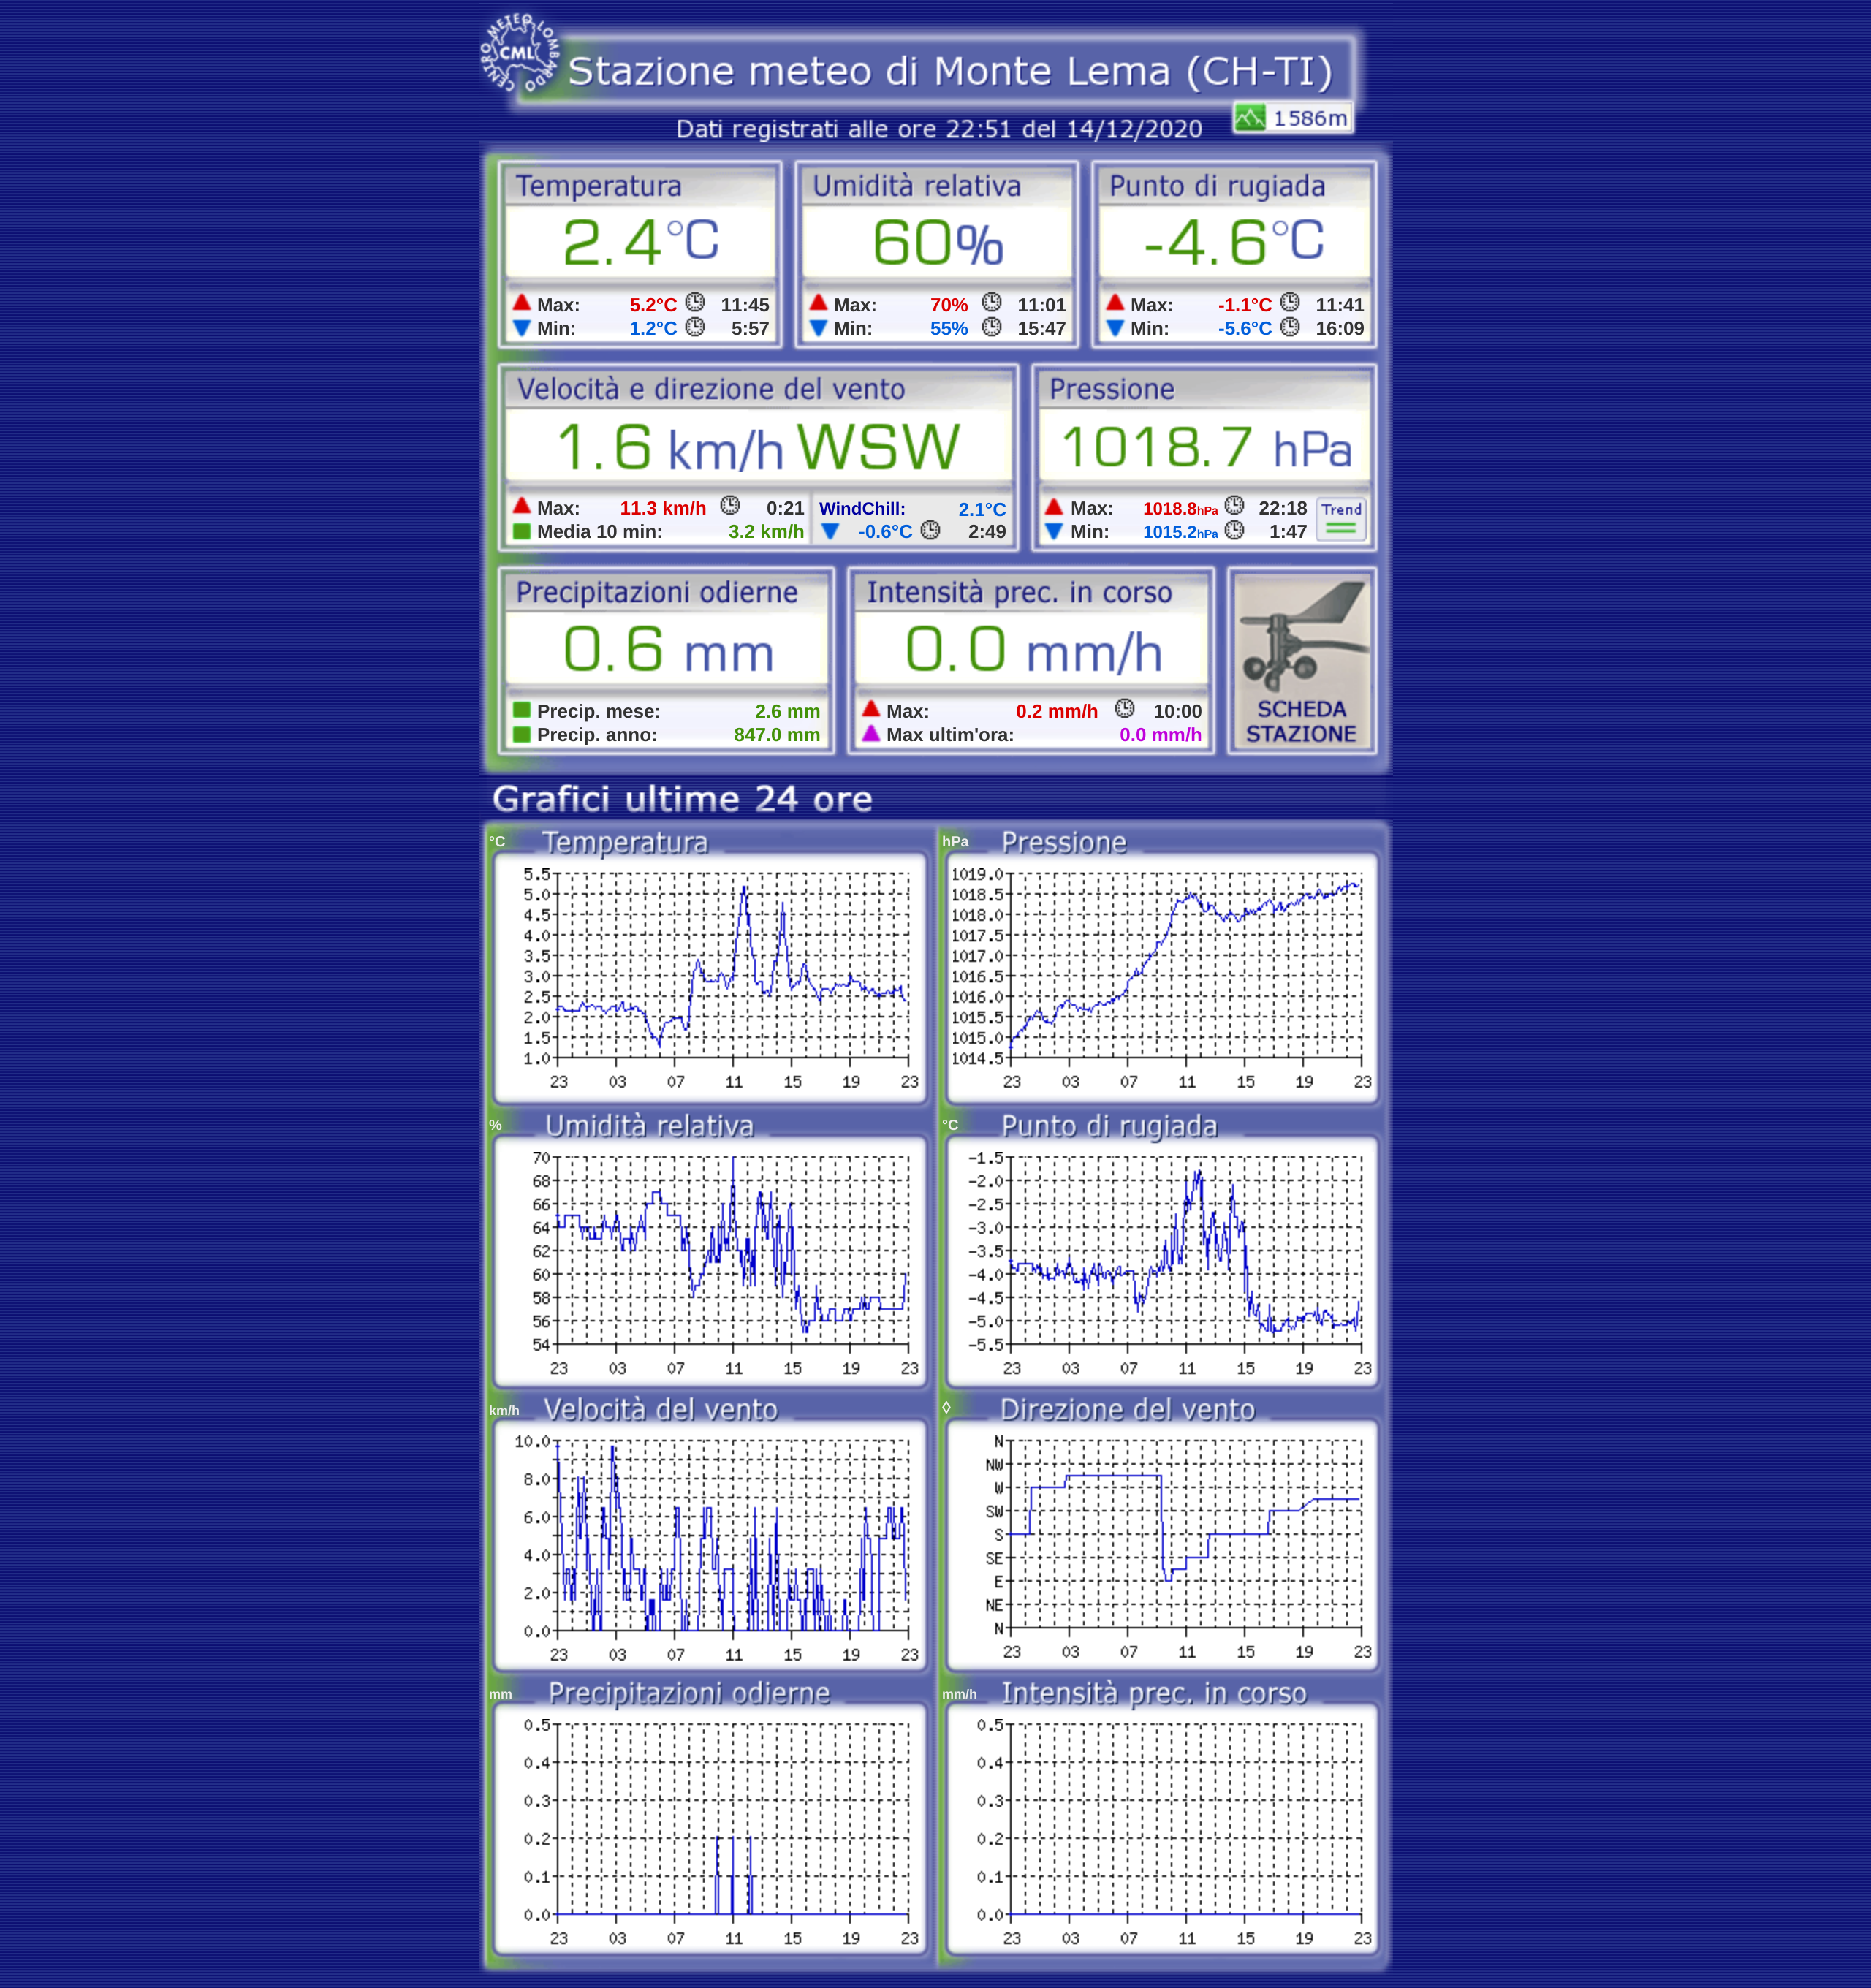 CENTRO METEO LOMBARDO
CML
Stazione meteo di Monte Lema (CH-TI)
1586m
Dati registrati alle ore 22:51 del 14/12/2020
Temperatura Umidità relativa Punto di rugiada
2.4°C 60% -4.6°C
Max: 5.2°C 11:45 Max: 70% 11:01 Max: -1.1°C 11:41
Min: 1.2°C 5:57 Min: 55% 15:47 Min: -5.6°C 16:09
Velocità e direzione del vento Pressione
1.6 km/h WSW 1018.7 hPa
Max: 11.3 km/h 0:21 WindChill: 2.1°C Max: 1018.8hPa 22:18 Trend
Media 10 min: 3.2 km/h -0.6°C 2:49 Min: 1015.2hPa 1:47
Precipitazioni odierne Intensità prec. in corso
0.6 mm 0.0 mm/h
Precip. mese: 2.6 mm Max: 0.2 mm/h 10:00 SCHEDA
Precip. anno: 847.0 mm Max ultim'ora: 0.0 mm/h STAZIONE
Grafici ultime 24 ore
°C Temperatura hPa Pressione
5.5 1019.0
5.0 1018.5
4.5 1018.0
4.0 1017.5
3.5 1017.0
3.0 1016.5
2.5 1016.0
2.0 1015.5
1.5 1015.0
1.0 1014.5
23 03 07 11 15 19 23 23 03 07 11 15 19 23
% Umidità relativa °C Punto di rugiada
70 -1.5
68 -2.0
66 -2.5
64 -3.0
62 -3.5
60 -4.0
58 -4.5
56 -5.0
54 -5.5
23 03 07 11 15 19 23 23 03 07 11 15 19 23
km/h Velocità del vento ◊ Direzione del vento
10.0 N
NW
8.0 W
6.0 SW
S
4.0 SE
2.0 E
NE
0.0 N
23 03 07 11 15 19 23 23 03 07 11 15 19 23
mm Precipitazioni odierne mm/h Intensità prec. in corso
0.5 0.5
0.4 0.4
0.3 0.3
0.2 0.2
0.1 0.1
0.0 0.0
23 03 07 11 15 19 23 23 03 07 11 15 19 23